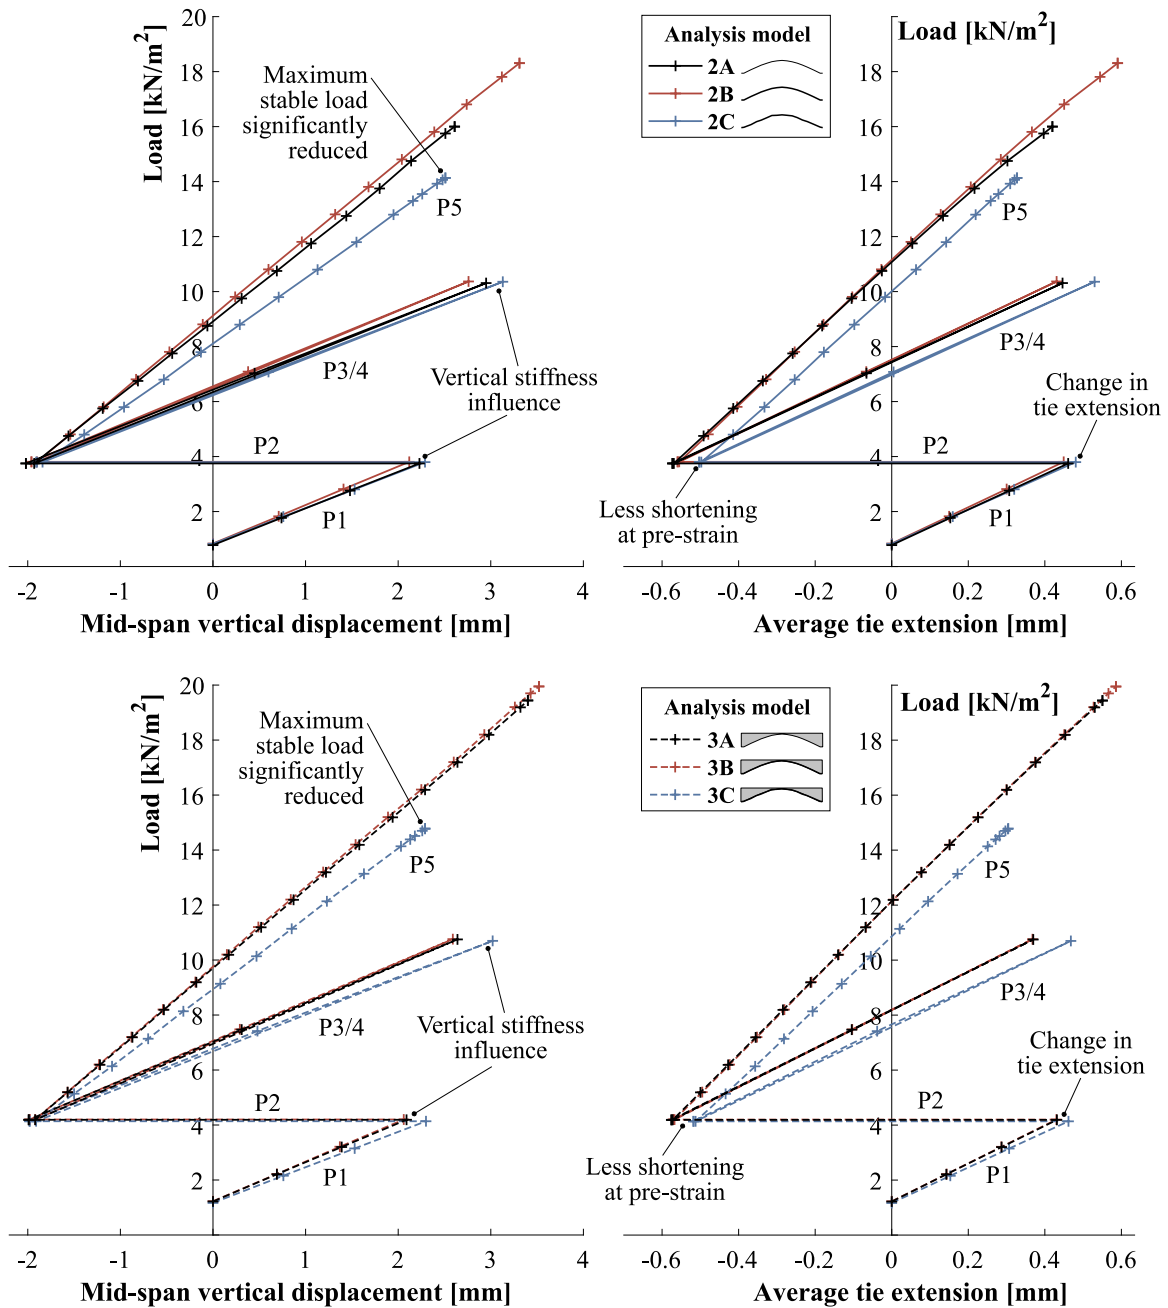 20
18
16
14
12
10
8
6
4
2
Load [kN/m²]
Maximum
stable load
significantly
reduced
P5
P3/4
Vertical stiffness
influence
P2
P1
-2
-1
0
1
2
3
4
Mid-span vertical displacement [mm]
Analysis model
2A
2B
2C
Load [kN/m²]
18
16
14
12
10
8
6
4
2
P5
P3/4
Change in
tie extension
P2
Less shortening
at pre-strain
P1
-0.6
-0.4
-0.2
0
0.2
0.4
0.6
Average tie extension [mm]
20
18
16
14
12
10
8
6
4
2
Load [kN/m²]
Maximum
stable load
significantly
reduced
P5
P3/4
Vertical stiffness
influence
P2
P1
-2
-1
0
1
2
3
4
Mid-span vertical displacement [mm]
Analysis model
3A
3B
3C
Load [kN/m²]
18
16
14
12
10
8
6
4
2
P5
P3/4
Change in
tie extension
P2
Less shortening
at pre-strain
P1
-0.6
-0.4
-0.2
0
0.2
0.4
0.6
Average tie extension [mm]